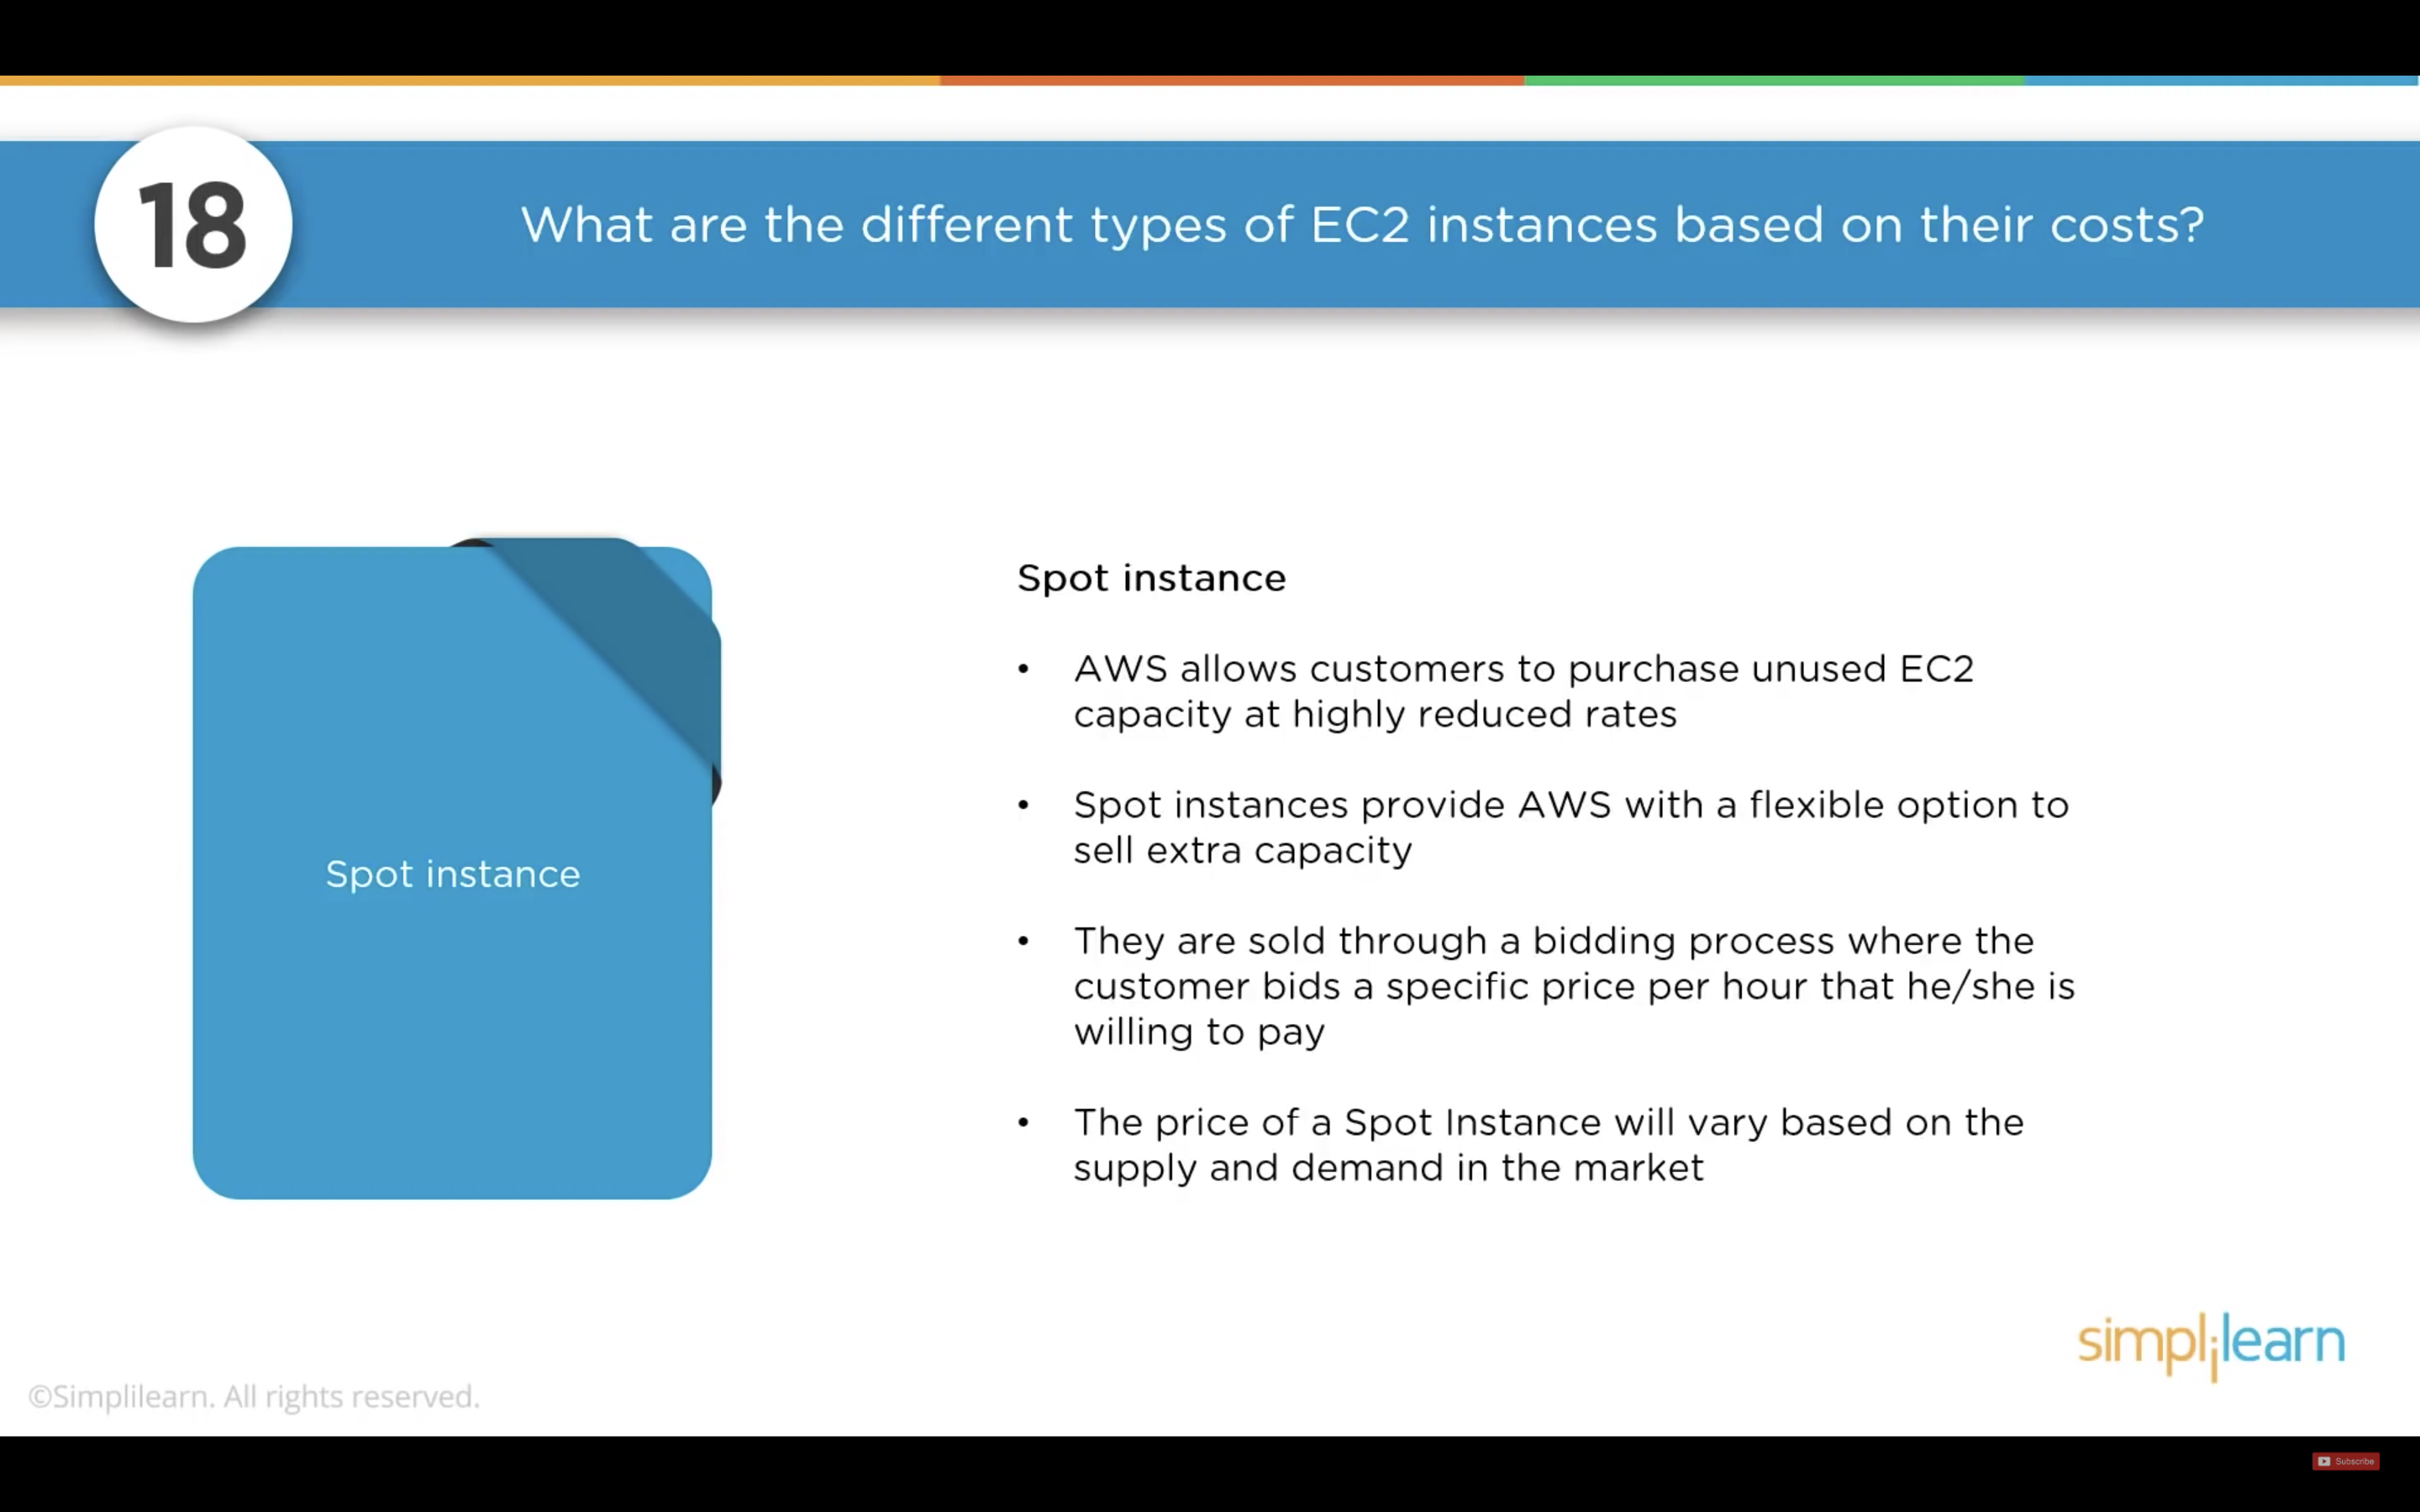 18
What are the different types of EC2 instances based on their costs?
Spot instance
Spot instance
• AWS allows customers to purchase unused EC2
capacity at highly reduced rates
• Spot instances provide AWS with a flexible option to
sell extra capacity
• They are sold through a bidding process where the
customer bids a specific price per hour that he/she is
willing to pay
• The price of a Spot Instance will vary based on the
supply and demand in the market
simplilearn
©Simplilearn. All rights reserved.
Subscribe